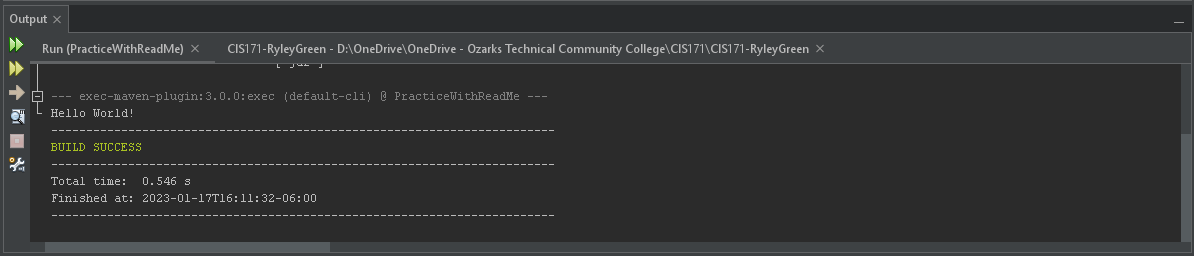 Output
Run (PracticeWithReadMe)
CIS171-RyleyGreen - D:\OneDrive\OneDrive - Ozarks Technical Community College\CIS171\CIS171-RyleyGreen
--- exec-maven-plugin:3.0.0:exec (default-cli) @ PracticeWithReadMe ---
Hello World!
------------------------------------------------------------------------
BUILD SUCCESS
------------------------------------------------------------------------
Total time:  0.546 s
Finished at: 2023-01-17T16:11:32-06:00
------------------------------------------------------------------------